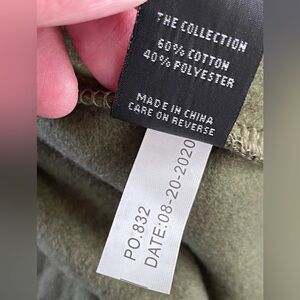 THE COLLECTION
60% COTTON
40% POLYESTER
MADE IN CHINA
CARE ON REVERSE
PO:832
DATE:08-20-2020